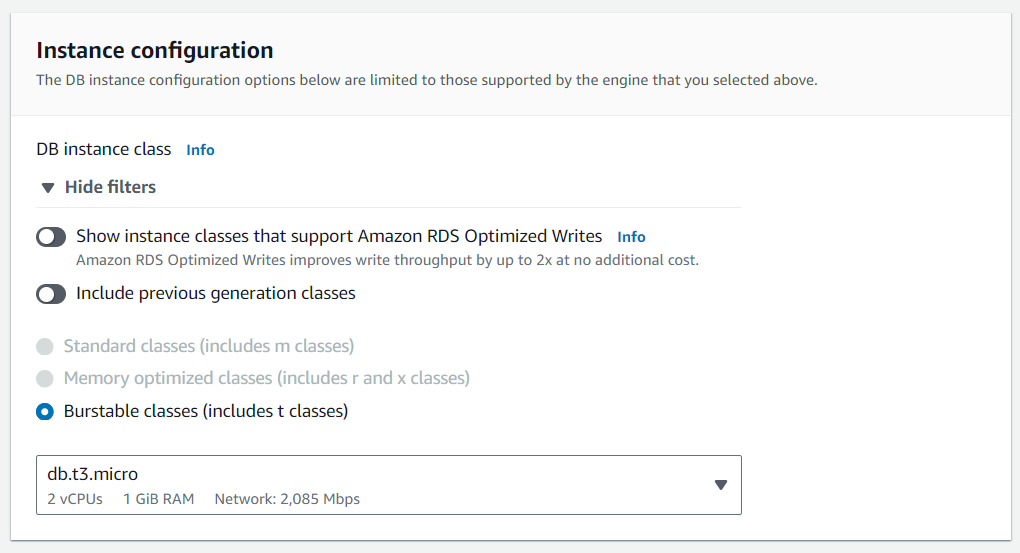 Instance configuration
The DB instance configuration options below are limited to those supported by the engine that you selected above.
DB instance class Info
Hide filters
Show instance classes that support Amazon RDS Optimized Writes Info
Amazon RDS Optimized Writes improves write throughput by up to 2x at no additional cost.
Include previous generation classes
Standard classes (includes m classes)
Memory optimized classes (includes r and x classes)
Burstable classes (includes t classes)
db.t3.micro
2 vCPUs 1 GiB RAM Network: 2,085 Mbps